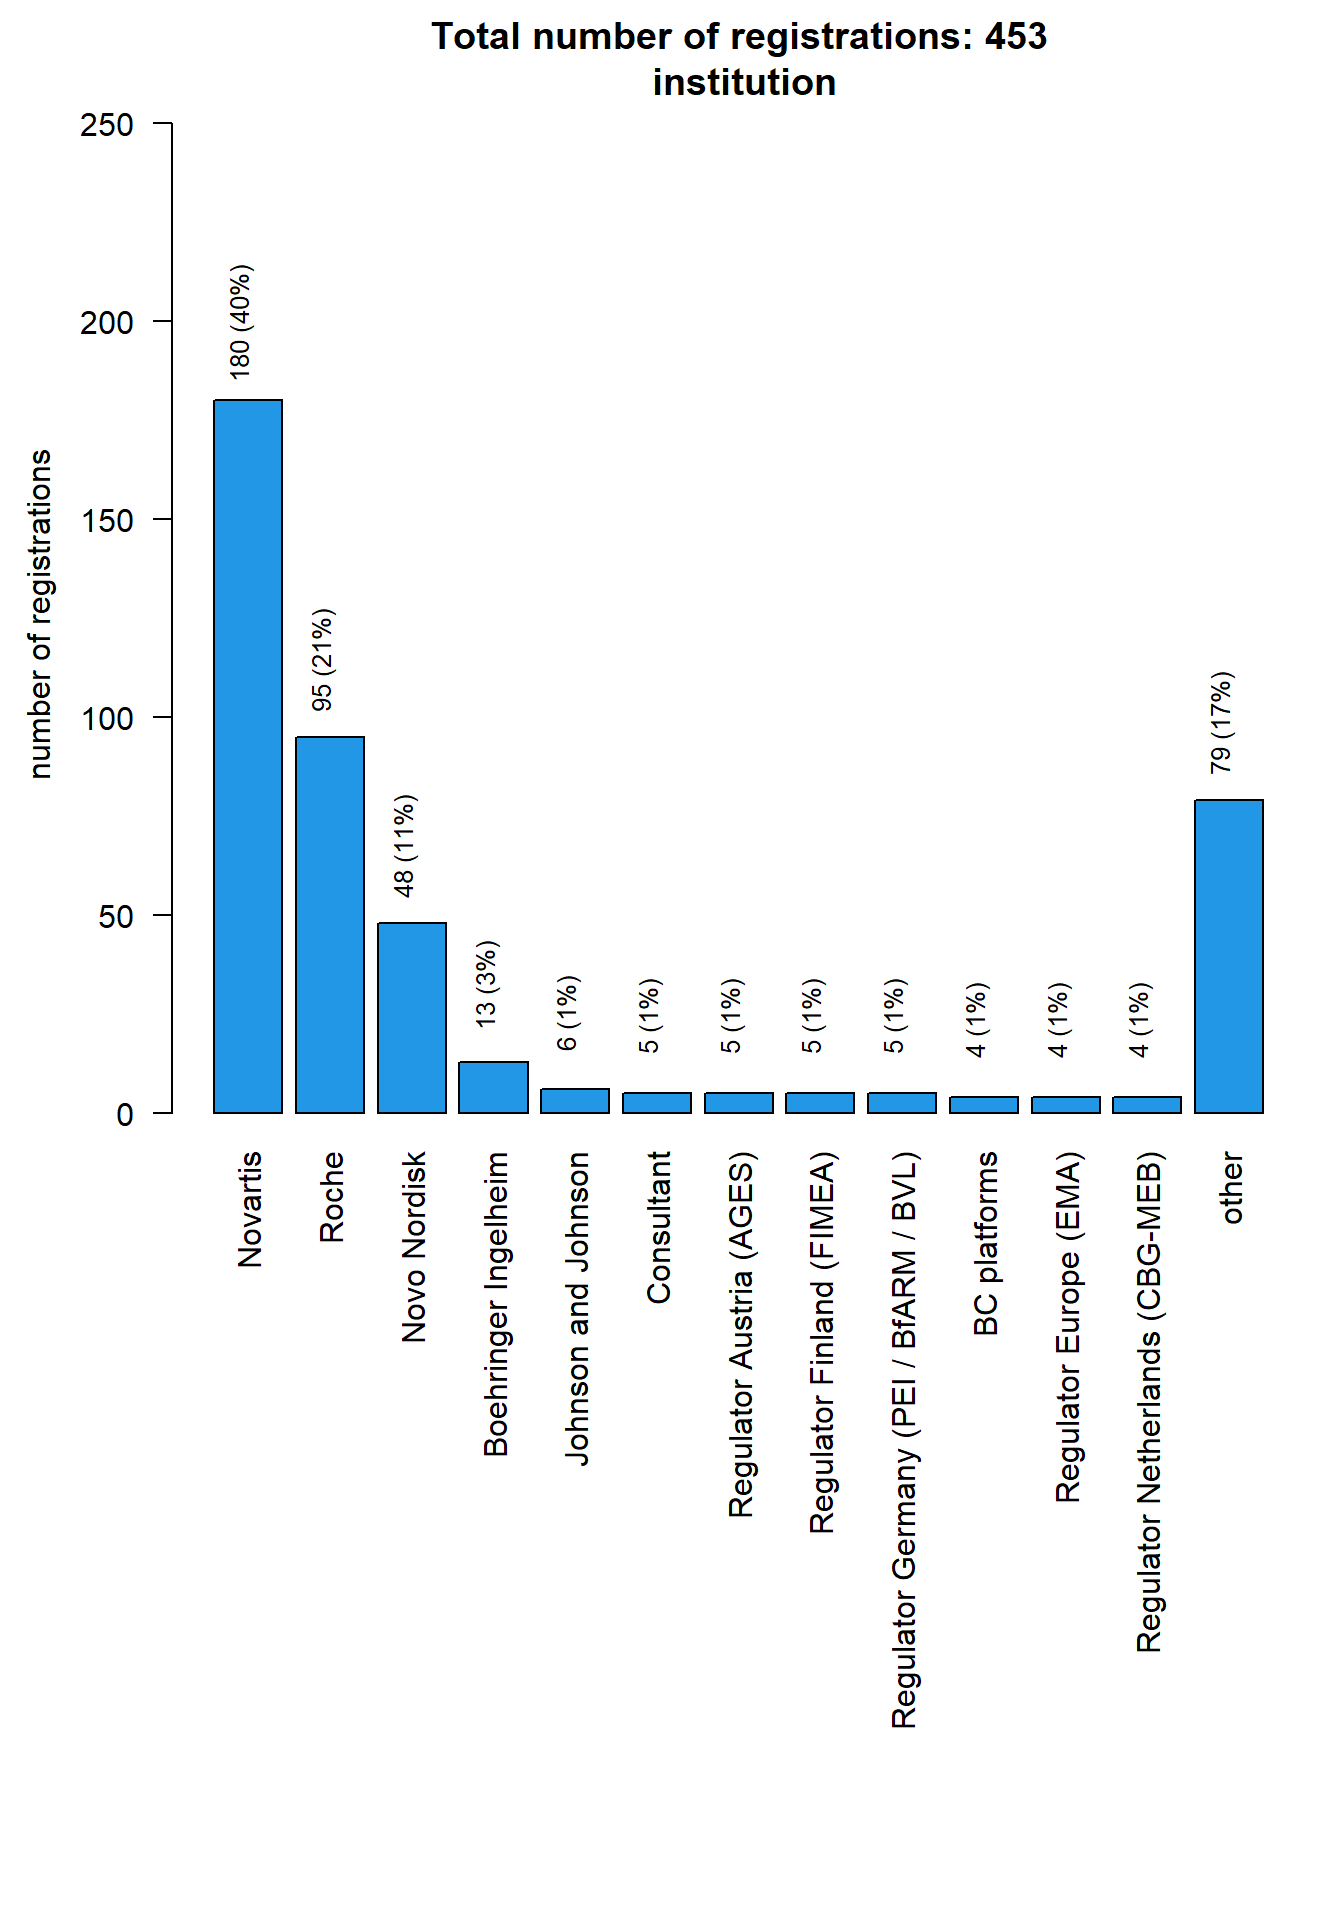 Total number of registrations: 453
institution
number of registrations
250
200
150
100
50
0
180 (40%)
95 (21%)
48 (11%)
13 (3%)
6 (1%)
5 (1%)
5 (1%)
5 (1%)
5 (1%)
4 (1%)
4 (1%)
4 (1%)
79 (17%)
Novartis
Roche
Novo Nordisk
Boehringer Ingelheim
Johnson and Johnson
Consultant
Regulator Austria (AGES)
Regulator Finland (FIMEA)
Regulator Germany (PEI / BfARM / BVL)
BC platforms
Regulator Europe (EMA)
Regulator Netherlands (CBG-MEB)
other